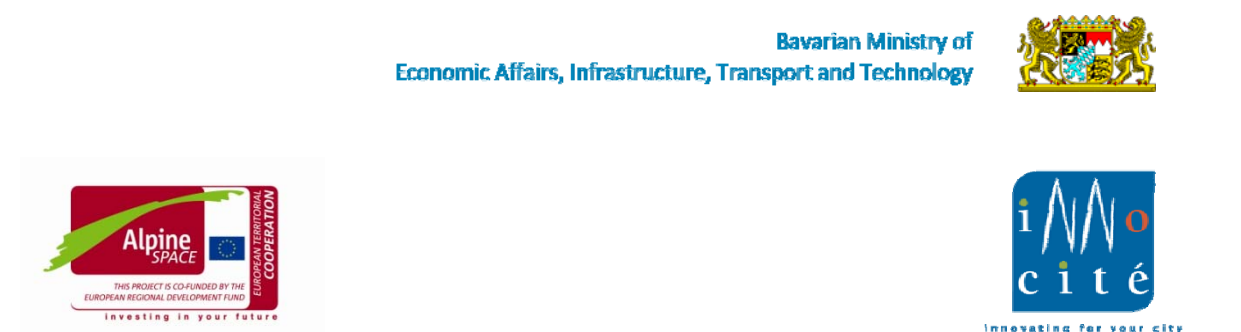 Bavarian Ministry of
Economic Affairs, Infrastructure, Transport and Technology
Alpine
SPACE
EUROPEAN TERRITORIAL
COOPERATION
THIS PROJECT IS CO-FUNDED BY THE
EUROPEAN REGIONAL DEVELOPMENT FUND
investing in your future
iNNo
cité
Innovating for your city